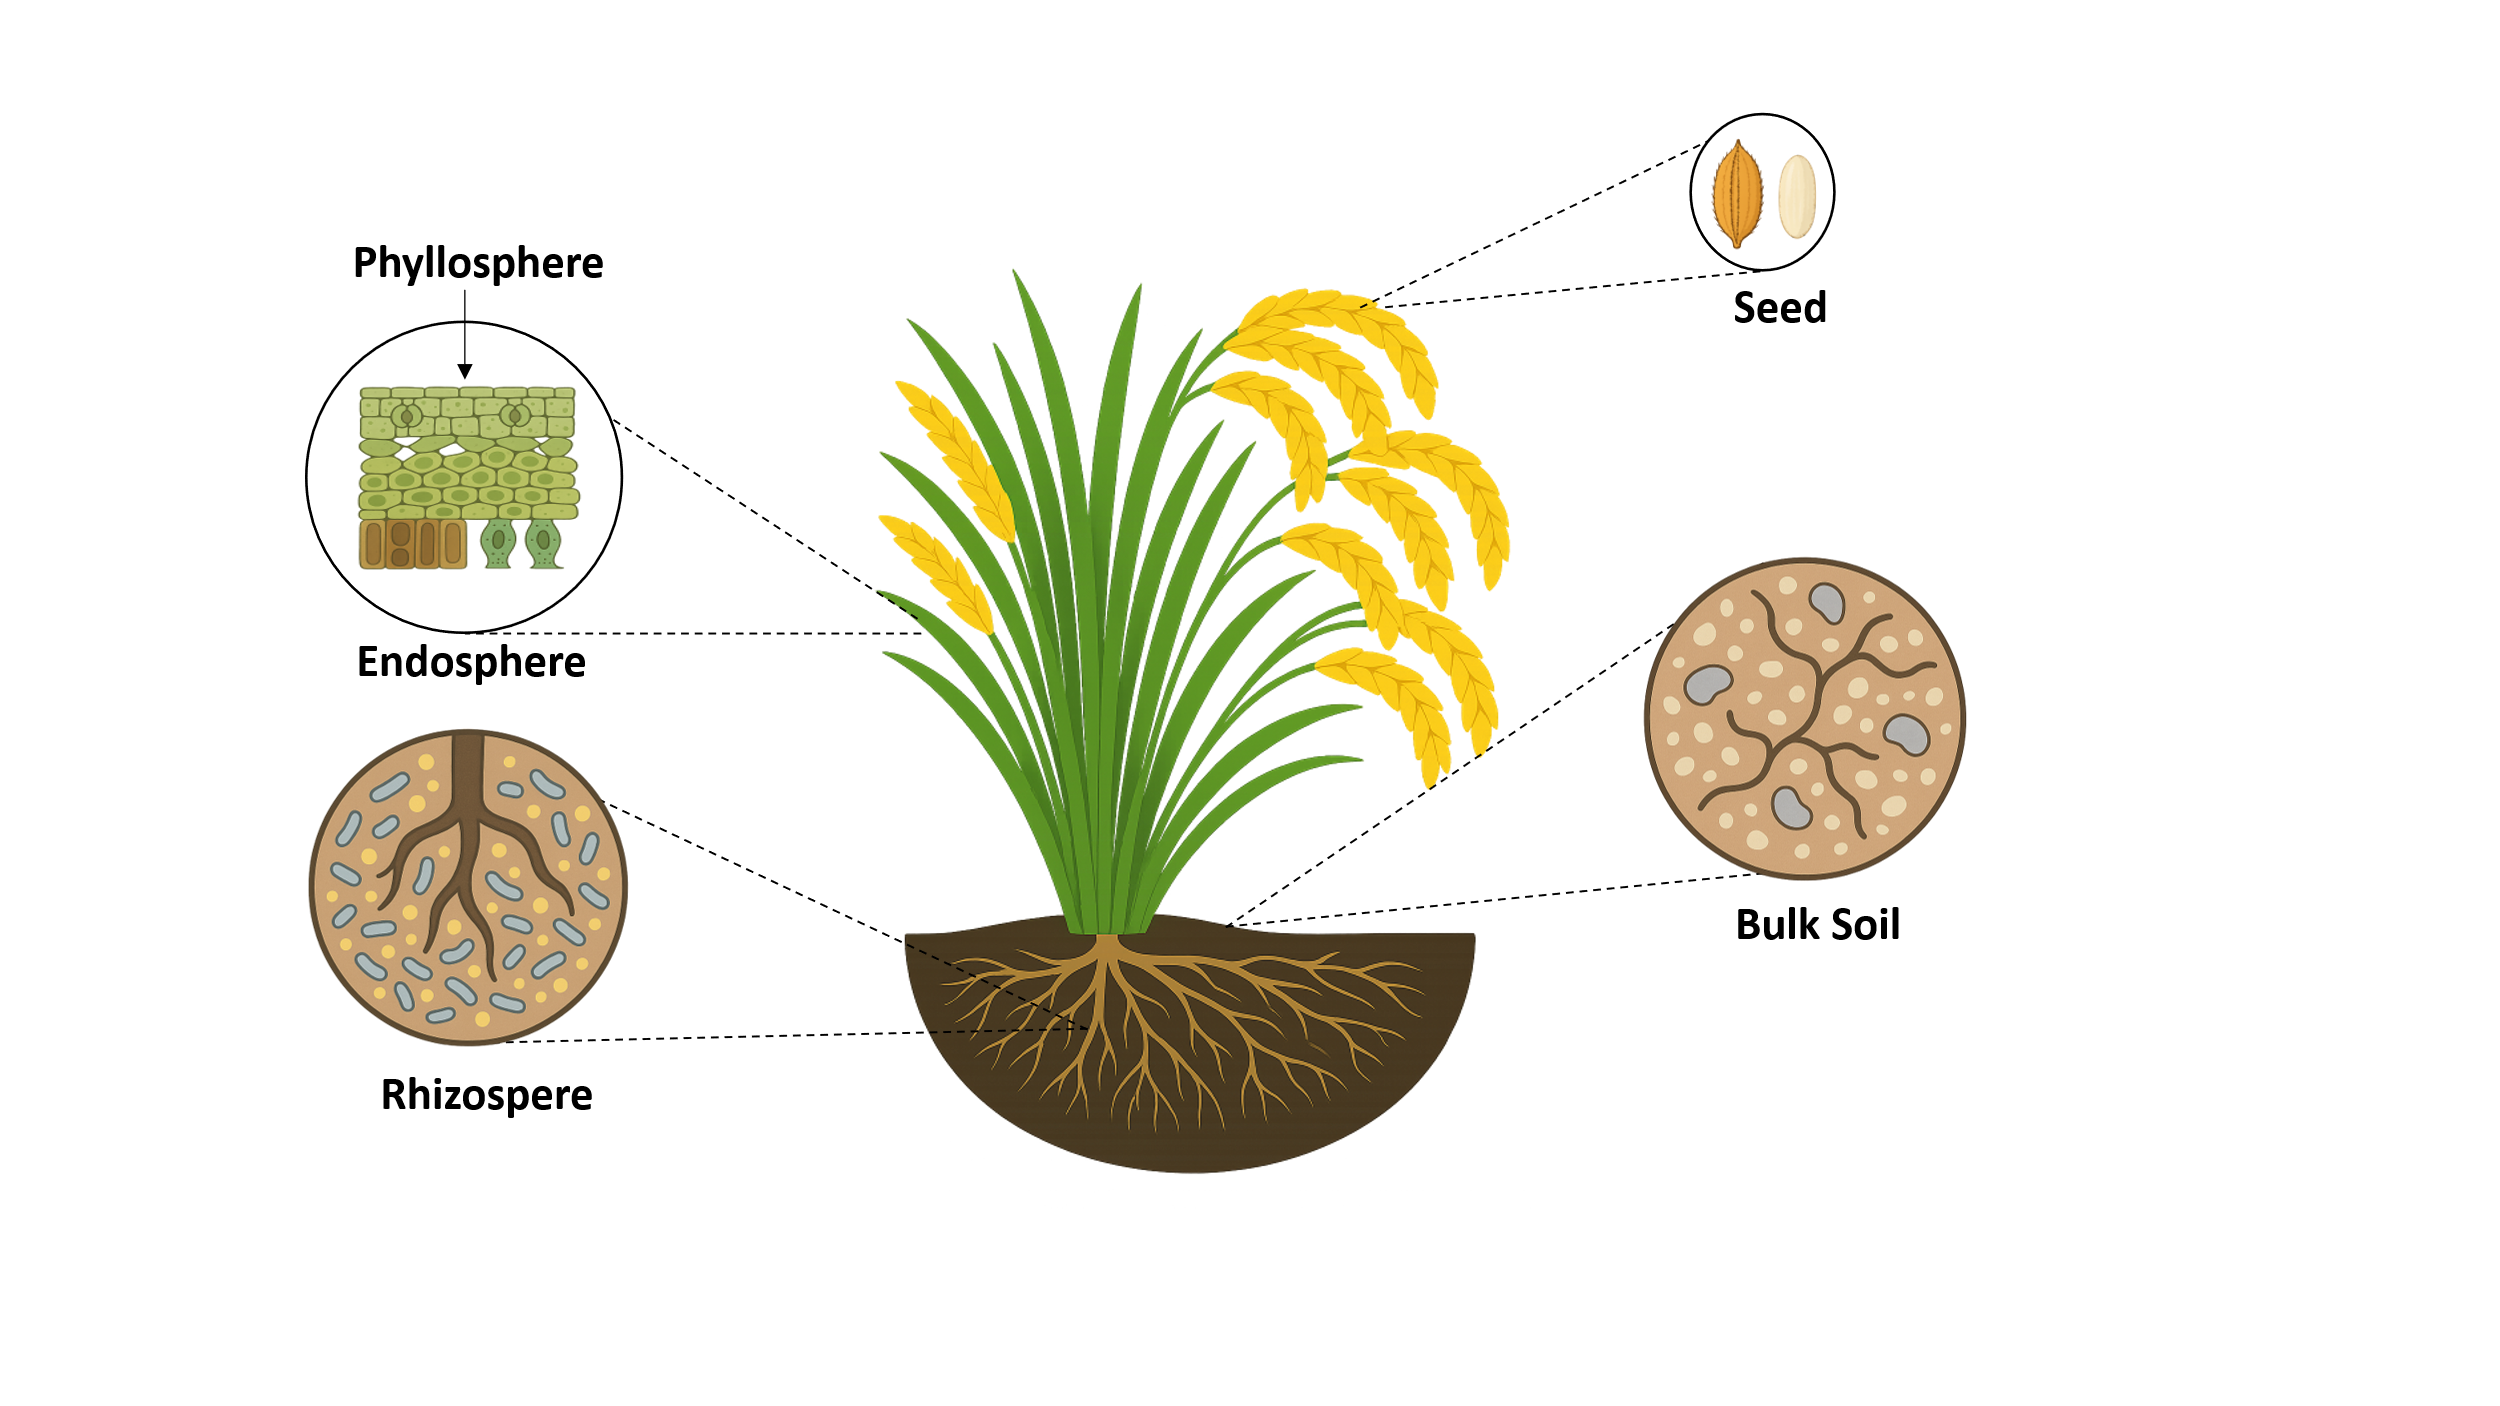 Phyllosphere
Seed
Endosphere
Bulk Soil
Rhizospere